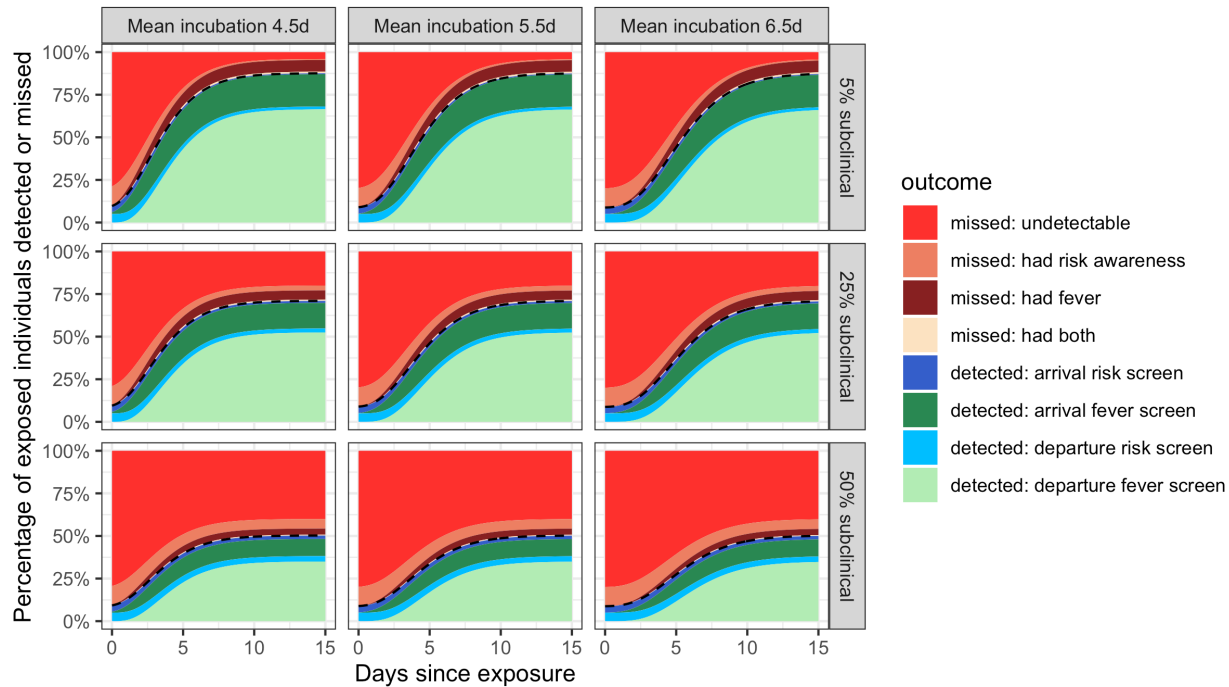 Mean incubation 4.5d
Mean incubation 5.5d
Mean incubation 6.5d
Percentage of exposed individuals detected or missed
100%
75%
50%
25%
0%
5% subclinical
100%
75%
50%
25%
0%
25% subclinical
100%
75%
50%
25%
0%
50% subclinical
0 5 10 15
0 5 10 15
0 5 10 15
Days since exposure
outcome
missed: undetectable
missed: had risk awareness
missed: had fever
missed: had both
detected: arrival risk screen
detected: arrival fever screen
detected: departure risk screen
detected: departure fever screen